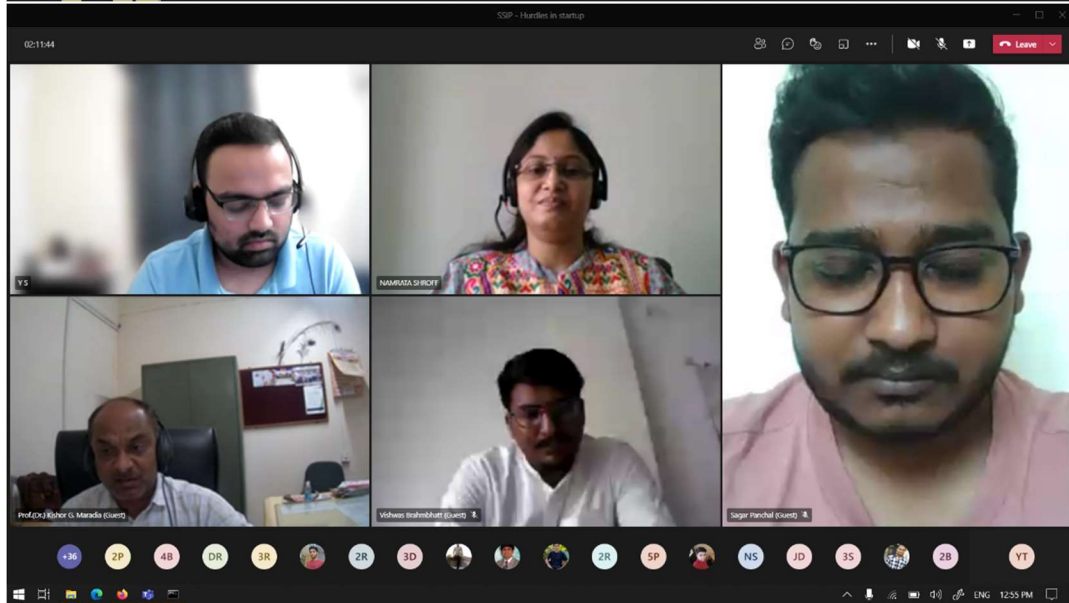 SSIP - Hurdles in startup
02:11:44
Leave
Y S
NAMRATA SHROFF
Prof.(Dr.) Kishor G. Maradia (Guest)
Vishwas Brahmbhatt (Guest)
Sagar Panchal (Guest)
+36 2P 4B DR 3R 2R 3D 2R 5P NS JD 3S 2B YT
ENG 12:55 PM